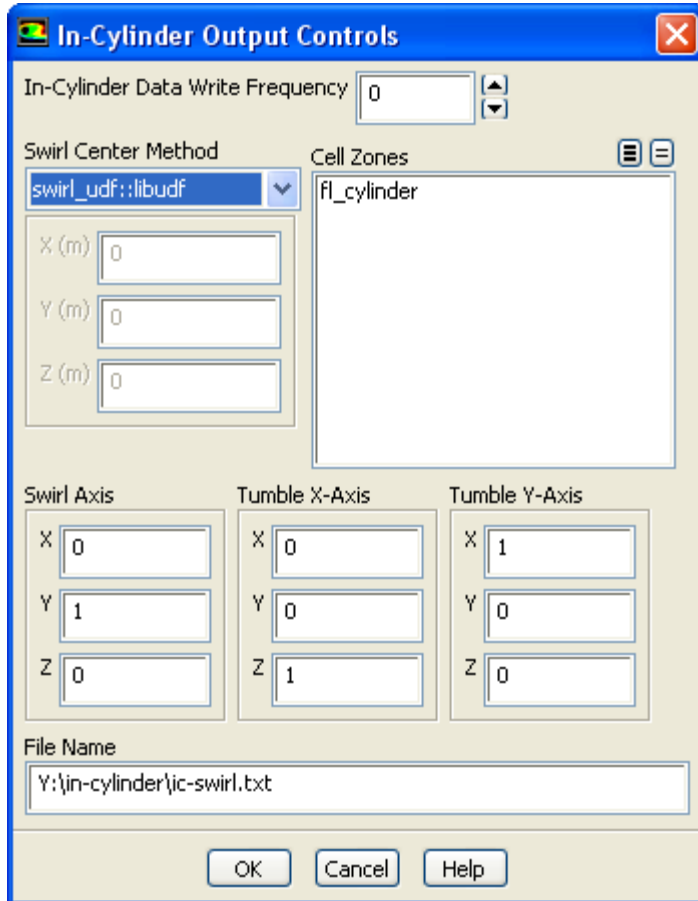 In-Cylinder Output Controls
In-Cylinder Data Write Frequency 0
Swirl Center Method
swirl_udf::libudf
X (m) 0
Y (m) 0
Z (m) 0
Cell Zones
fl_cylinder
Swirl Axis
X 0
Y 1
Z 0
Tumble X-Axis
X 0
Y 0
Z 1
Tumble Y-Axis
X 1
Y 0
Z 0
File Name
Y:\in-cylinder\ic-swirl.txt
OK Cancel Help